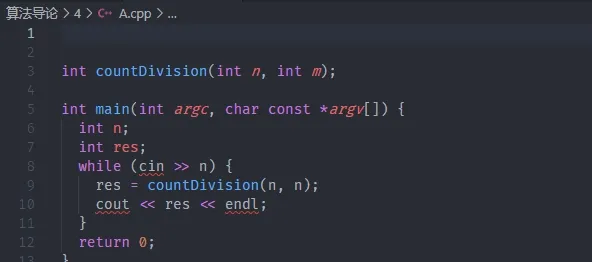 算法导论 > 4 > C++ A.cpp > ...
1
2
3 int countDivision(int n, int m);
4
5 int main(int argc, char const *argv[]) {
6 int n;
7 int res;
8 while (cin >> n) {
9 res = countDivision(n, n);
10 cout << res << endl;
11 }
12 return 0;
13 }